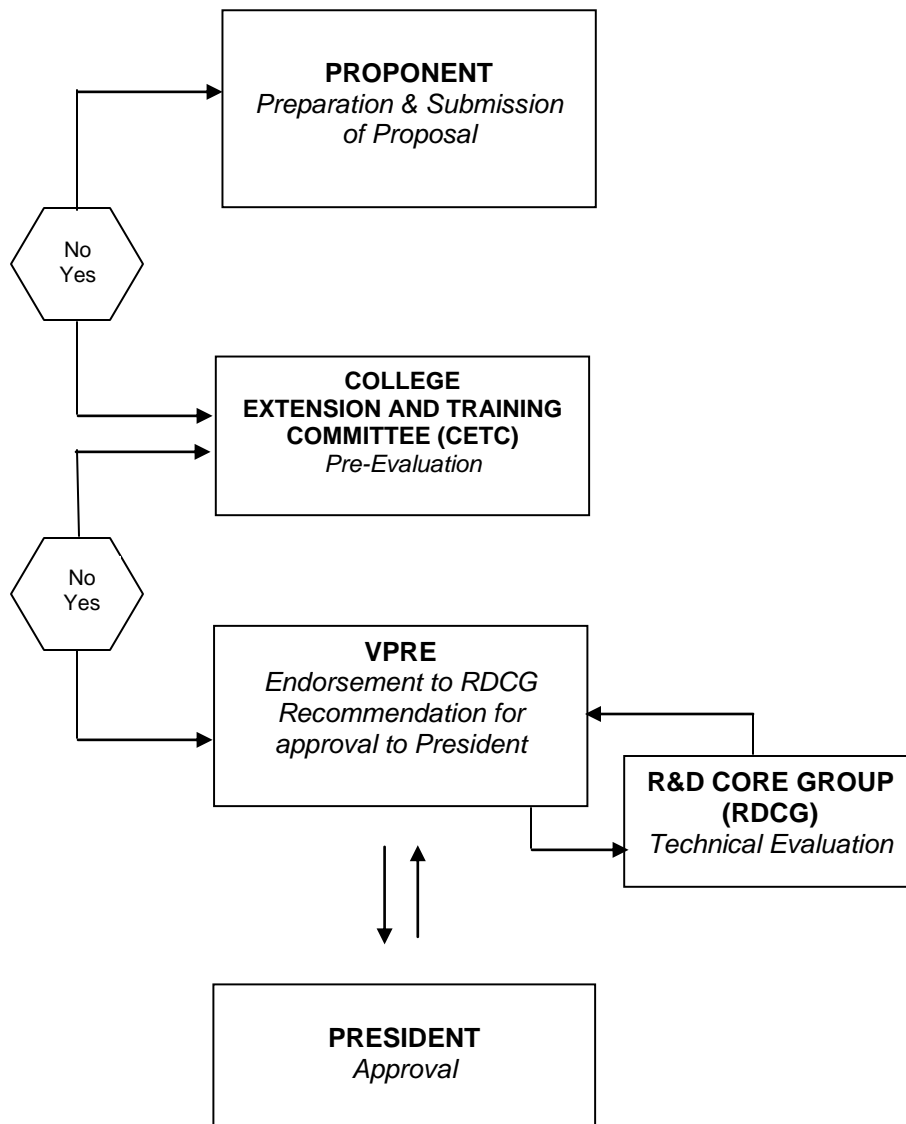 PROPONENT
Preparation & Submission
of Proposal
No
Yes
COLLEGE
EXTENSION AND TRAINING
COMMITTEE (CETC)
Pre-Evaluation
No
Yes
VPRE
Endorsement to RDCG
Recommendation for
approval to President
R&D CORE GROUP
(RDCG)
Technical Evaluation
PRESIDENT
Approval